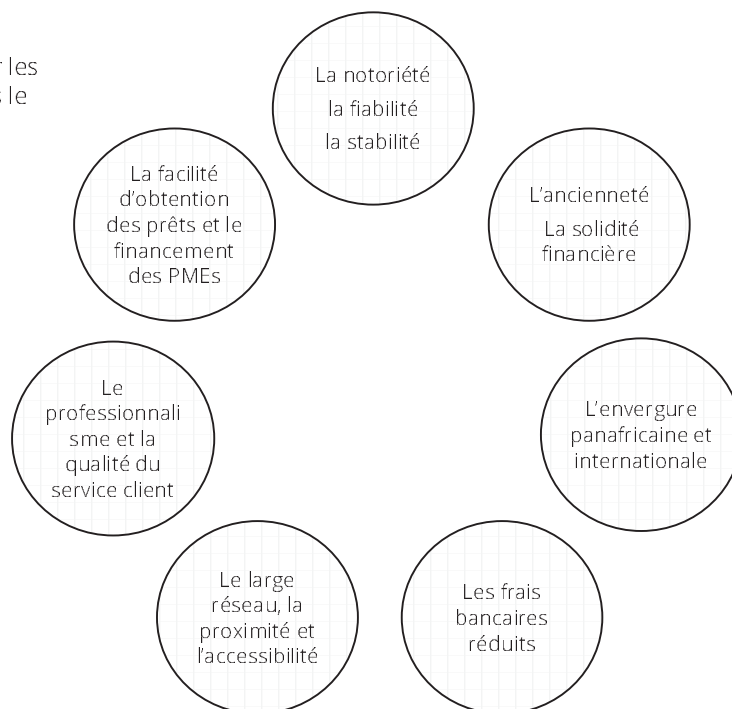 les
le
La notoriété
la fiabilité
la stabilité
L’ancienneté
La solidité
financière
L’envergure
panafricaine et
internationale
Les frais
bancaires
réduits
Le large
réseau, la
proximité et
l’accessibilité
Le
professionnali
sme et la
qualité du
service client
La facilité
d’obtention
des prêts et le
financement
des PMEs